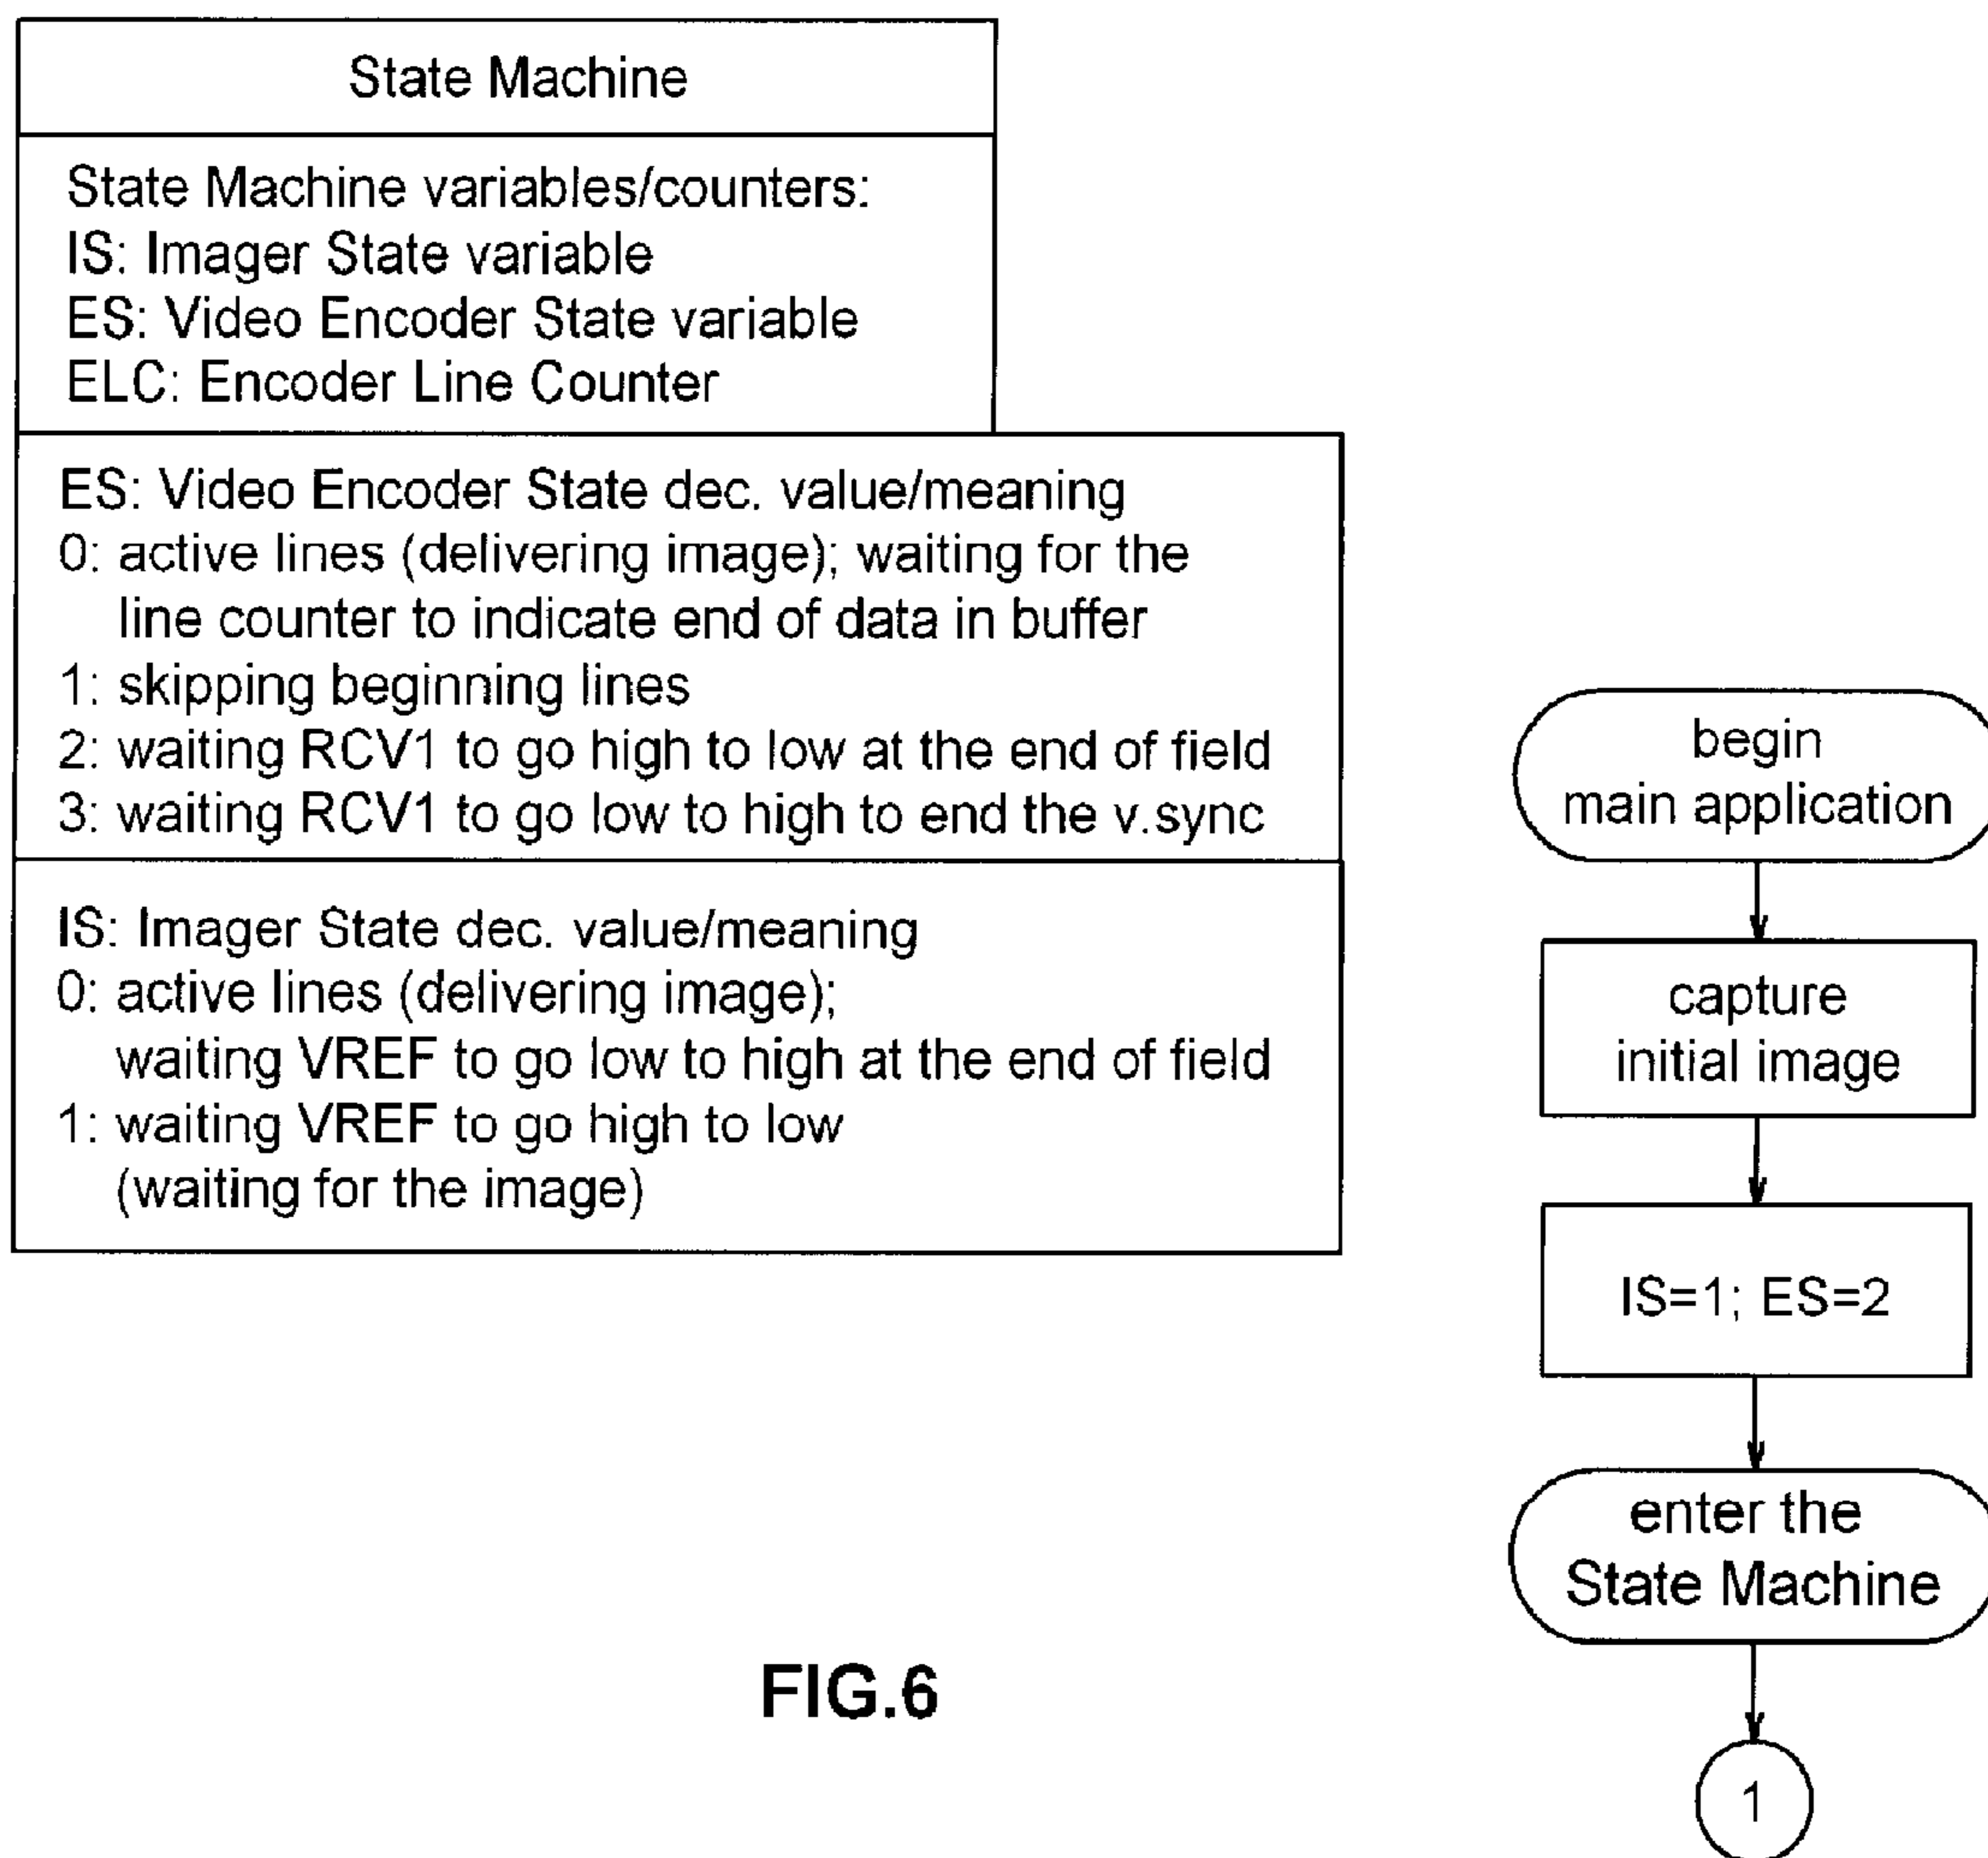 State Machine
State Machine variables/counters:
IS: Imager State variable
ES: Video Encoder State variable
ELC: Encoder Line Counter
ES: Video Encoder State dec. value/meaning
0: active lines (delivering image); waiting for the
line counter to indicate end of data in buffer
1: skipping beginning lines
2: waiting RCV1 to go high to low at the end of field
3: waiting RCV1 to go low to high to end the v.sync
IS: Imager State dec. value/meaning
0: active lines (delivering image);
waiting VREF to go low to high at the end of field
1: waiting VREF to go high to low
(waiting for the image)
begin
main application
capture
initial image
IS=1; ES=2
enter the
State Machine
1
FIG.6